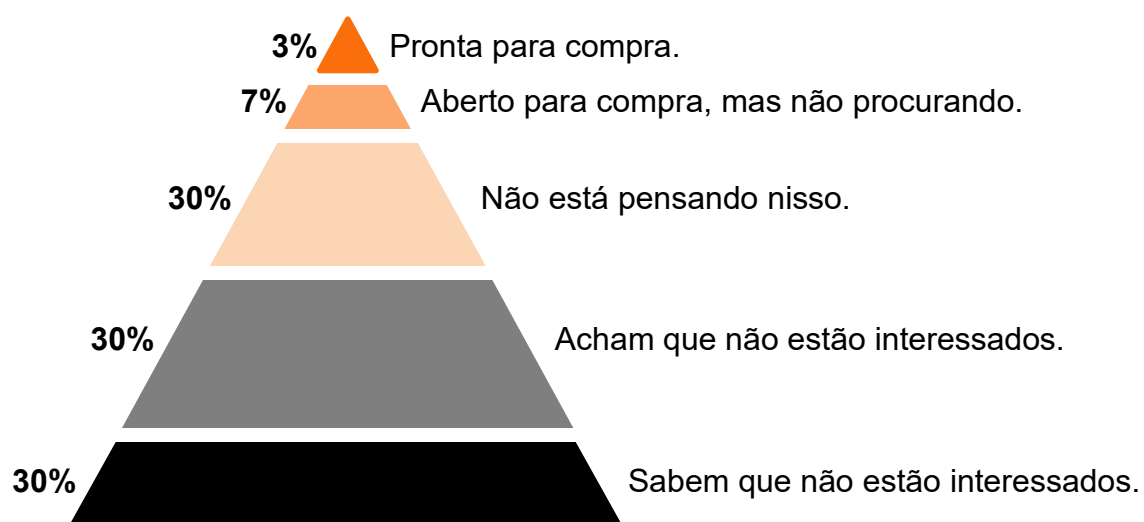 3% Pronta para compra.
7% Aberto para compra, mas não procurando.
30% Não está pensando nisso.
30% Acham que não estão interessados.
30% Sabem que não estão interessados.